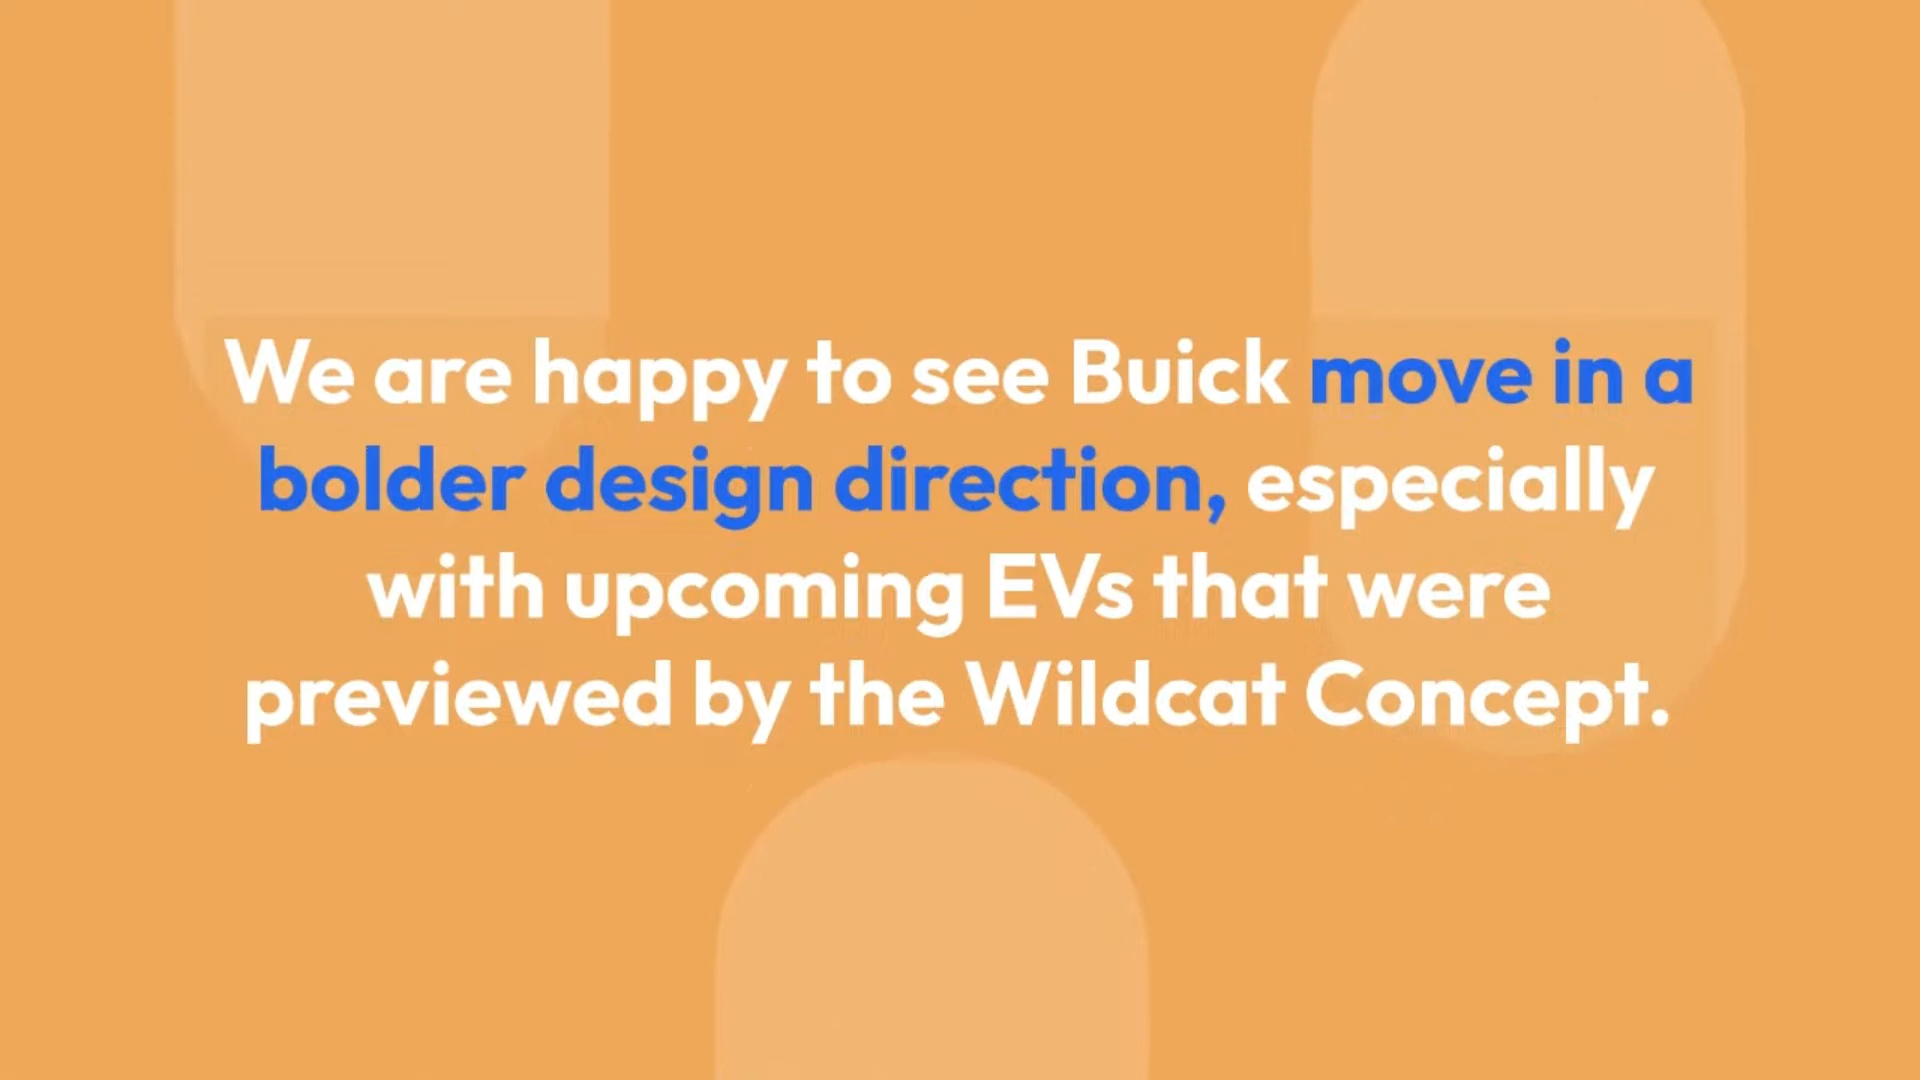 We are happy to see Buick move in a
bolder design direction, especially
with upcoming EVs that were
previewed by the Wildcat Concept.